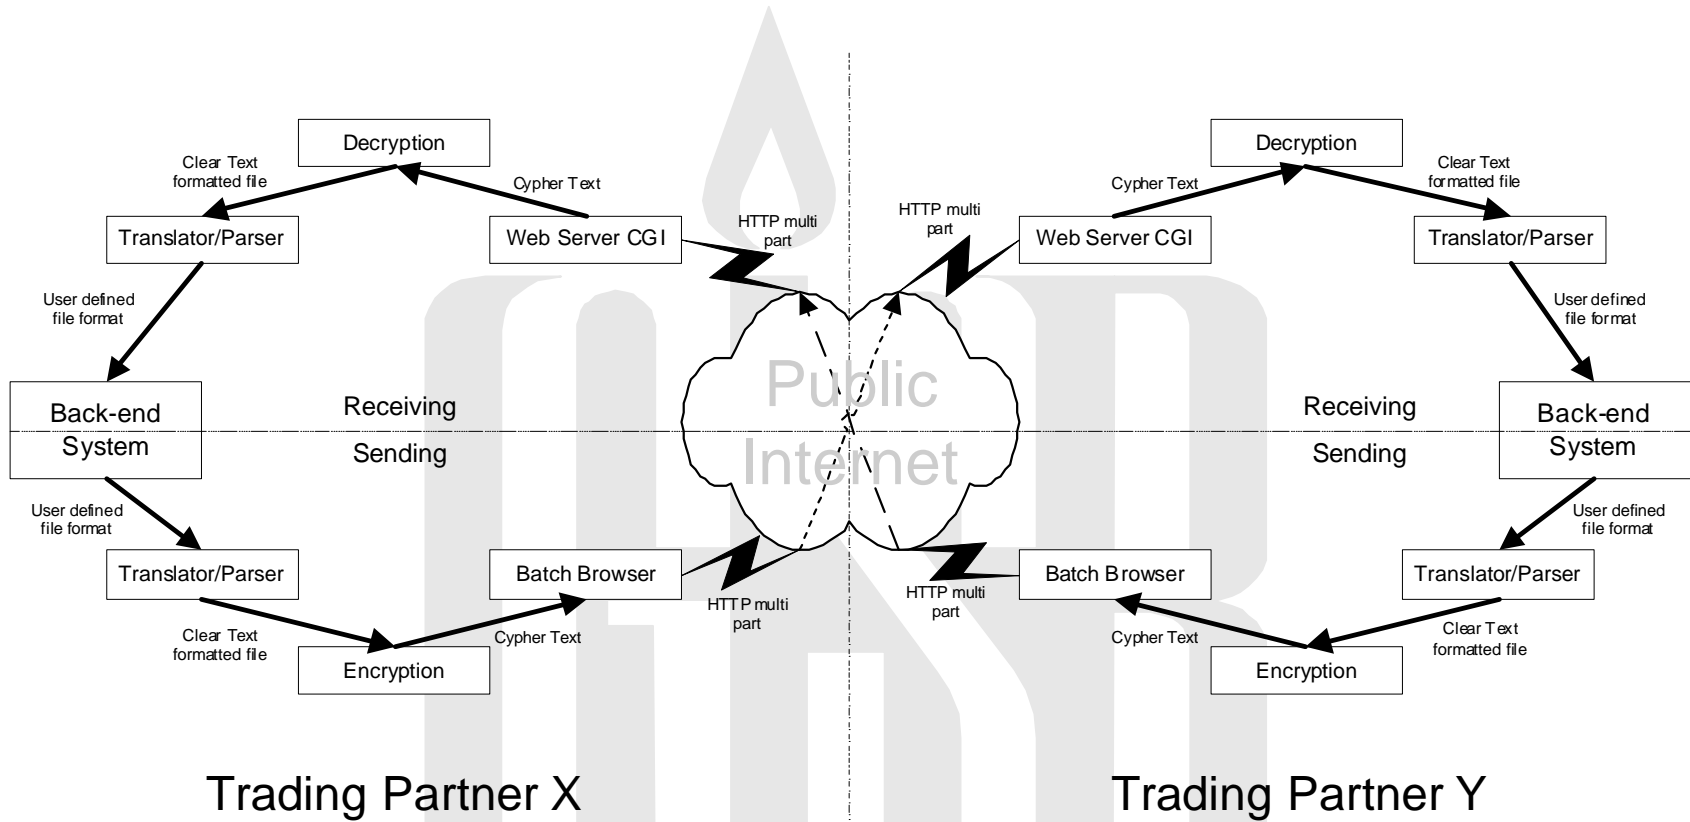 Decryption
Clear Text
formatted file
Cypher Text
Translator/Parser
Web Server CGI
HTTP multi
part
User defined
file format
Back-end
System
Receiving
Sending
User defined
file format
Translator/Parser
Clear Text
formatted file
Encryption
Cypher Text
Batch Browser
HTTP multi
part
Public
Internet
Decryption
Cypher Text
Clear Text
formatted file
HTTP multi
part
Web Server CGI
Translator/Parser
User defined
file format
Receiving
Sending
Back-end
System
User defined
file format
Batch Browser
Translator/Parser
HTTP multi
part
Cypher Text
Clear Text
formatted file
Encryption
Trading Partner X
Trading Partner Y